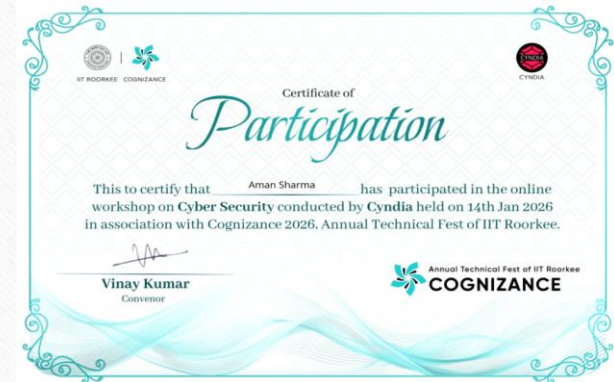 IIT ROORKEE COGNIZANCE
CYNDIA
CYNDIA
Certificate of
Participation
This to certify that Aman Sharma has participated in the online
workshop on Cyber Security conducted by Cyndia held on 14th Jan 2026
in association with Cognizance 2026, Annual Technical Fest of IIT Roorkee.
Vinay Kumar
Convenor
Annual Technical Fest of IIT Roorkee
COGNIZANCE